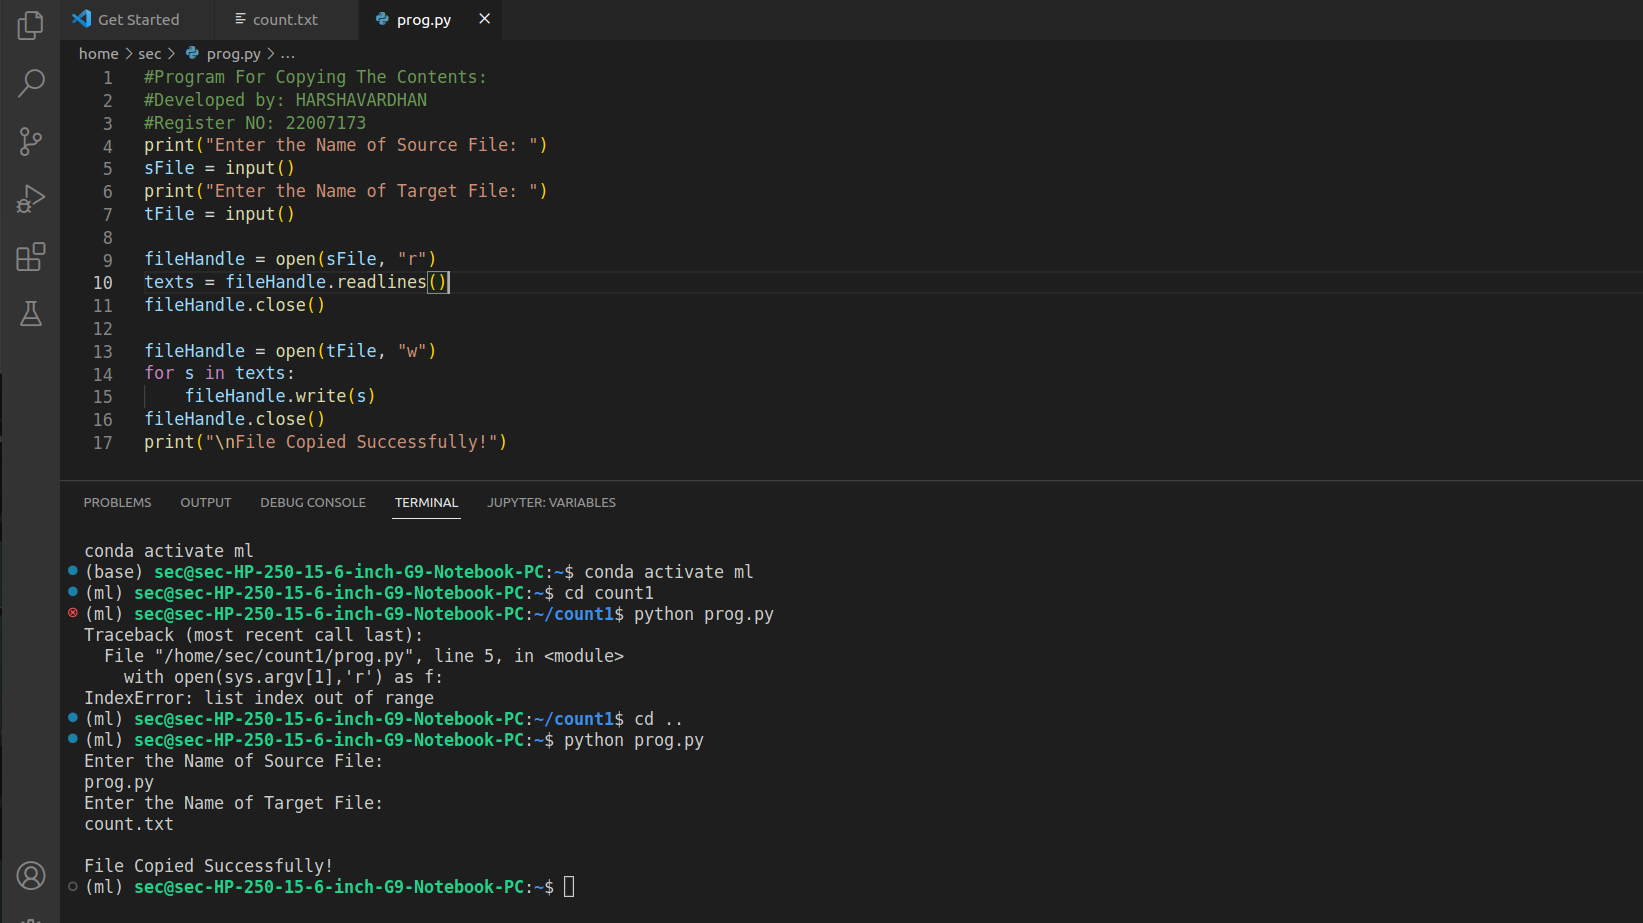 Get Started count.txt prog.py
home > sec > prog.py > ...
1 #Program For Copying The Contents:
2 #Developed by: HARSHAVARDHAN
3 #Register NO: 22007173
4 print("Enter the Name of Source File: ")
5 sFile = input()
6 print("Enter the Name of Target File: ")
7 tFile = input()
8
9 fileHandle = open(sFile, "r")
10 texts = fileHandle.readlines()
11 fileHandle.close()
12
13 fileHandle = open(tFile, "w")
14 for s in texts:
15     fileHandle.write(s)
16 fileHandle.close()
17 print("\nFile Copied Successfully!")
PROBLEMS OUTPUT DEBUG CONSOLE TERMINAL JUPYTER: VARIABLES
conda activate ml
(base) sec@sec-HP-250-15-6-inch-G9-Notebook-PC:~$ conda activate ml
(ml) sec@sec-HP-250-15-6-inch-G9-Notebook-PC:~$ cd count1
(ml) sec@sec-HP-250-15-6-inch-G9-Notebook-PC:~/count1$ python prog.py
Traceback (most recent call last):
  File "/home/sec/count1/prog.py", line 5, in <module>
    with open(sys.argv[1],'r') as f:
IndexError: list index out of range
(ml) sec@sec-HP-250-15-6-inch-G9-Notebook-PC:~/count1$ cd ..
(ml) sec@sec-HP-250-15-6-inch-G9-Notebook-PC:~$ python prog.py
Enter the Name of Source File:
prog.py
Enter the Name of Target File:
count.txt

File Copied Successfully!
(ml) sec@sec-HP-250-15-6-inch-G9-Notebook-PC:~$